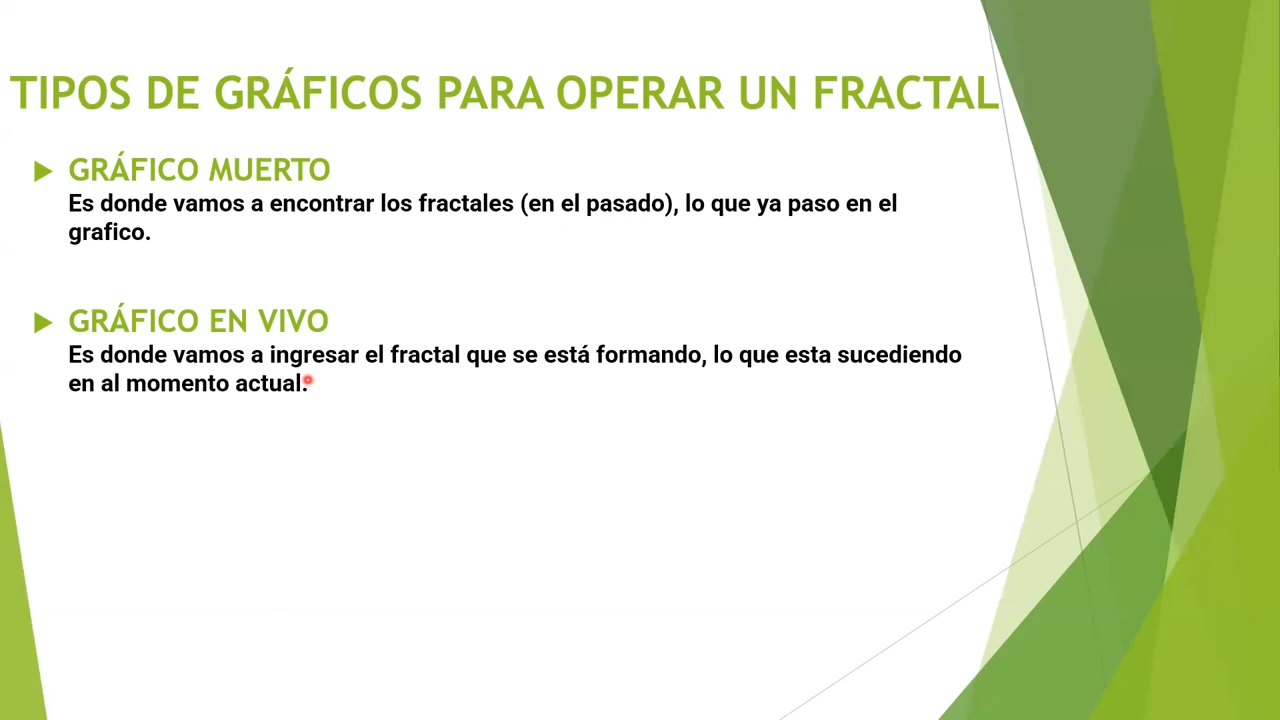 TIPOS DE GRÁFICOS PARA OPERAR UN FRACTAL
GRÁFICO MUERTO
Es donde vamos a encontrar los fractales (en el pasado), lo que ya paso en el
grafico.
GRÁFICO EN VIVO
Es donde vamos a ingresar el fractal que se está formando, lo que esta sucediendo
en al momento actual.